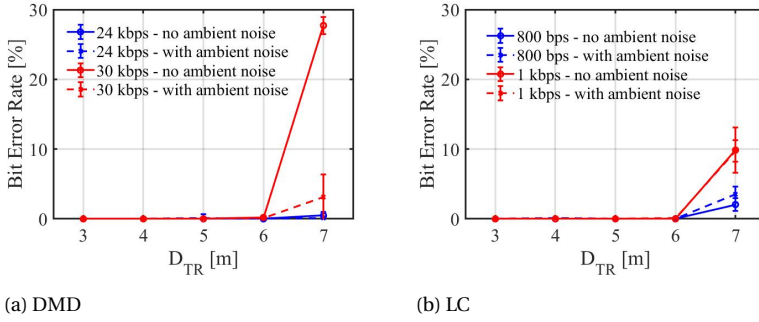 30
20
10
0
Bit Error Rate [%]
24 kbps - no ambient noise
24 kbps - with ambient noise
30 kbps - no ambient noise
30 kbps - with ambient noise
3 4 5 6 7
D_TR [m]
(a) DMD
30
20
10
0
Bit Error Rate [%]
800 bps - no ambient noise
800 bps - with ambient noise
1 kbps - no ambient noise
1 kbps - with ambient noise
3 4 5 6 7
D_TR [m]
(b) LC